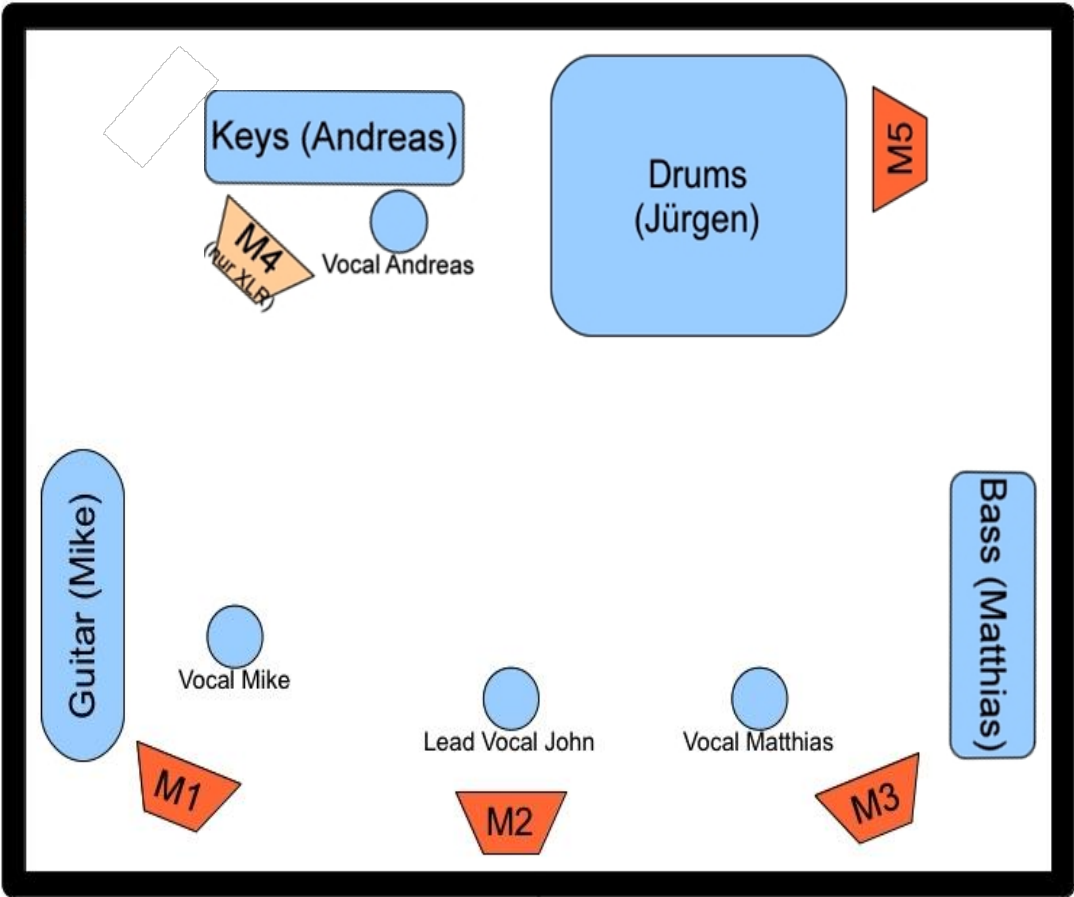 Keys (Andreas)
Drums
(Jürgen)
M5
M4
(nur XLR)
Vocal Andreas
Guitar (Mike)
Bass (Matthias)
Vocal Mike
Lead Vocal John
Vocal Matthias
M1
M2
M3